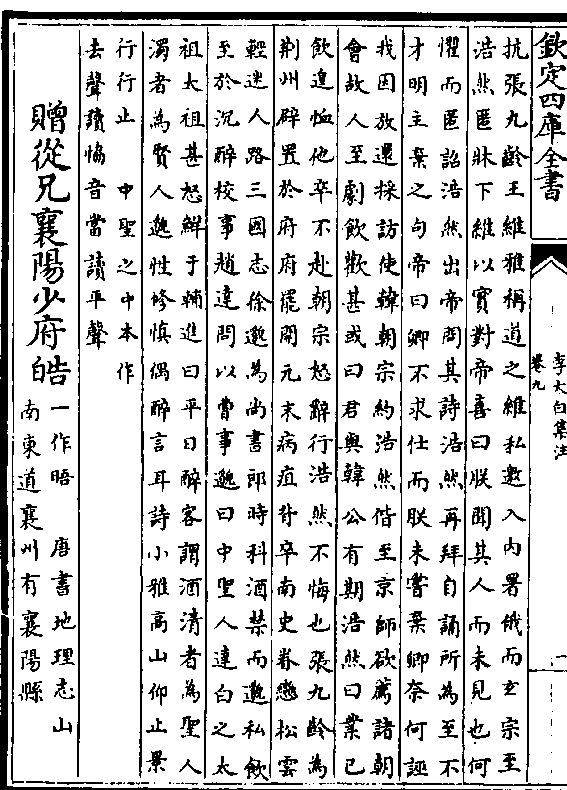 欽定四庫全書
李太白集注
卷九
抗張九齡王維雅稱道之維私邀入內署俄而玄宗至
浩然匿牀下維以實對帝喜曰朕聞其人而未見也何
懼而匿詔浩然出帝問其詩浩然再拜自誦所為至不
才明主棄之句帝曰卿不求仕而朕未嘗棄卿奈何誣
我因放還採訪使韓朝宗約浩然偕至京師欲薦諸朝
會故人至劇飲歡甚或曰君與韓公有期浩然曰業已
飲遑恤他卒不赴朝宗怒辭行浩然不悔也張九齡為
荆州辟置於府府罷開元末病疽背卒南史眷戀松雲
輕迷人路三國志徐邈為尚書郎時科酒禁而邈私飲
至於沉醉校事趙達問以曹事邈曰中聖人達白之太
祖太祖甚怒鮮于輔進曰平日醉客謂酒清者為聖人
濁者為賢人邈性修慎偶醉言耳詩小雅高山仰止景
行行止 中聖之中本作
去聲讀恊音當讀平聲
贈從兄襄陽少府皓
一作晧 唐書地理志山
南東道襄州有襄陽縣